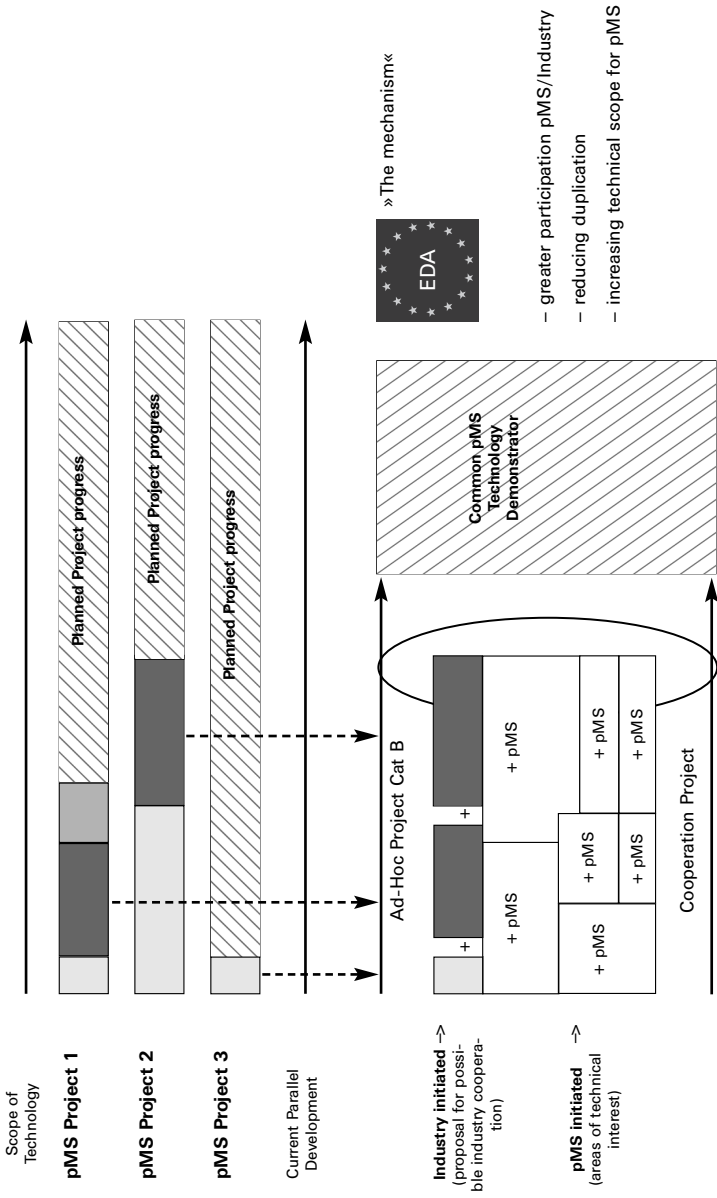 Scope of
Technology
pMS Project 1
Planned Project progress
pMS Project 2
Planned Project progress
pMS Project 3
Planned Project progress
Current Parallel
Development
Ad-Hoc Project Cat B
»The mechanism«
EDA
Industry initiated –>
(proposal for possi-
ble industry coopera-
tion)
+
+
+ pMS
+ pMS
pMS initiated –>
(areas of technical
interest)
+ pMS
+ pMS
+ pMS
+ pMS
+ pMS
Cooperation Project
Common pMS
Technology
Demonstrator
– greater participation pMS/Industry
– reducing duplication
– increasing technical scope for pMS